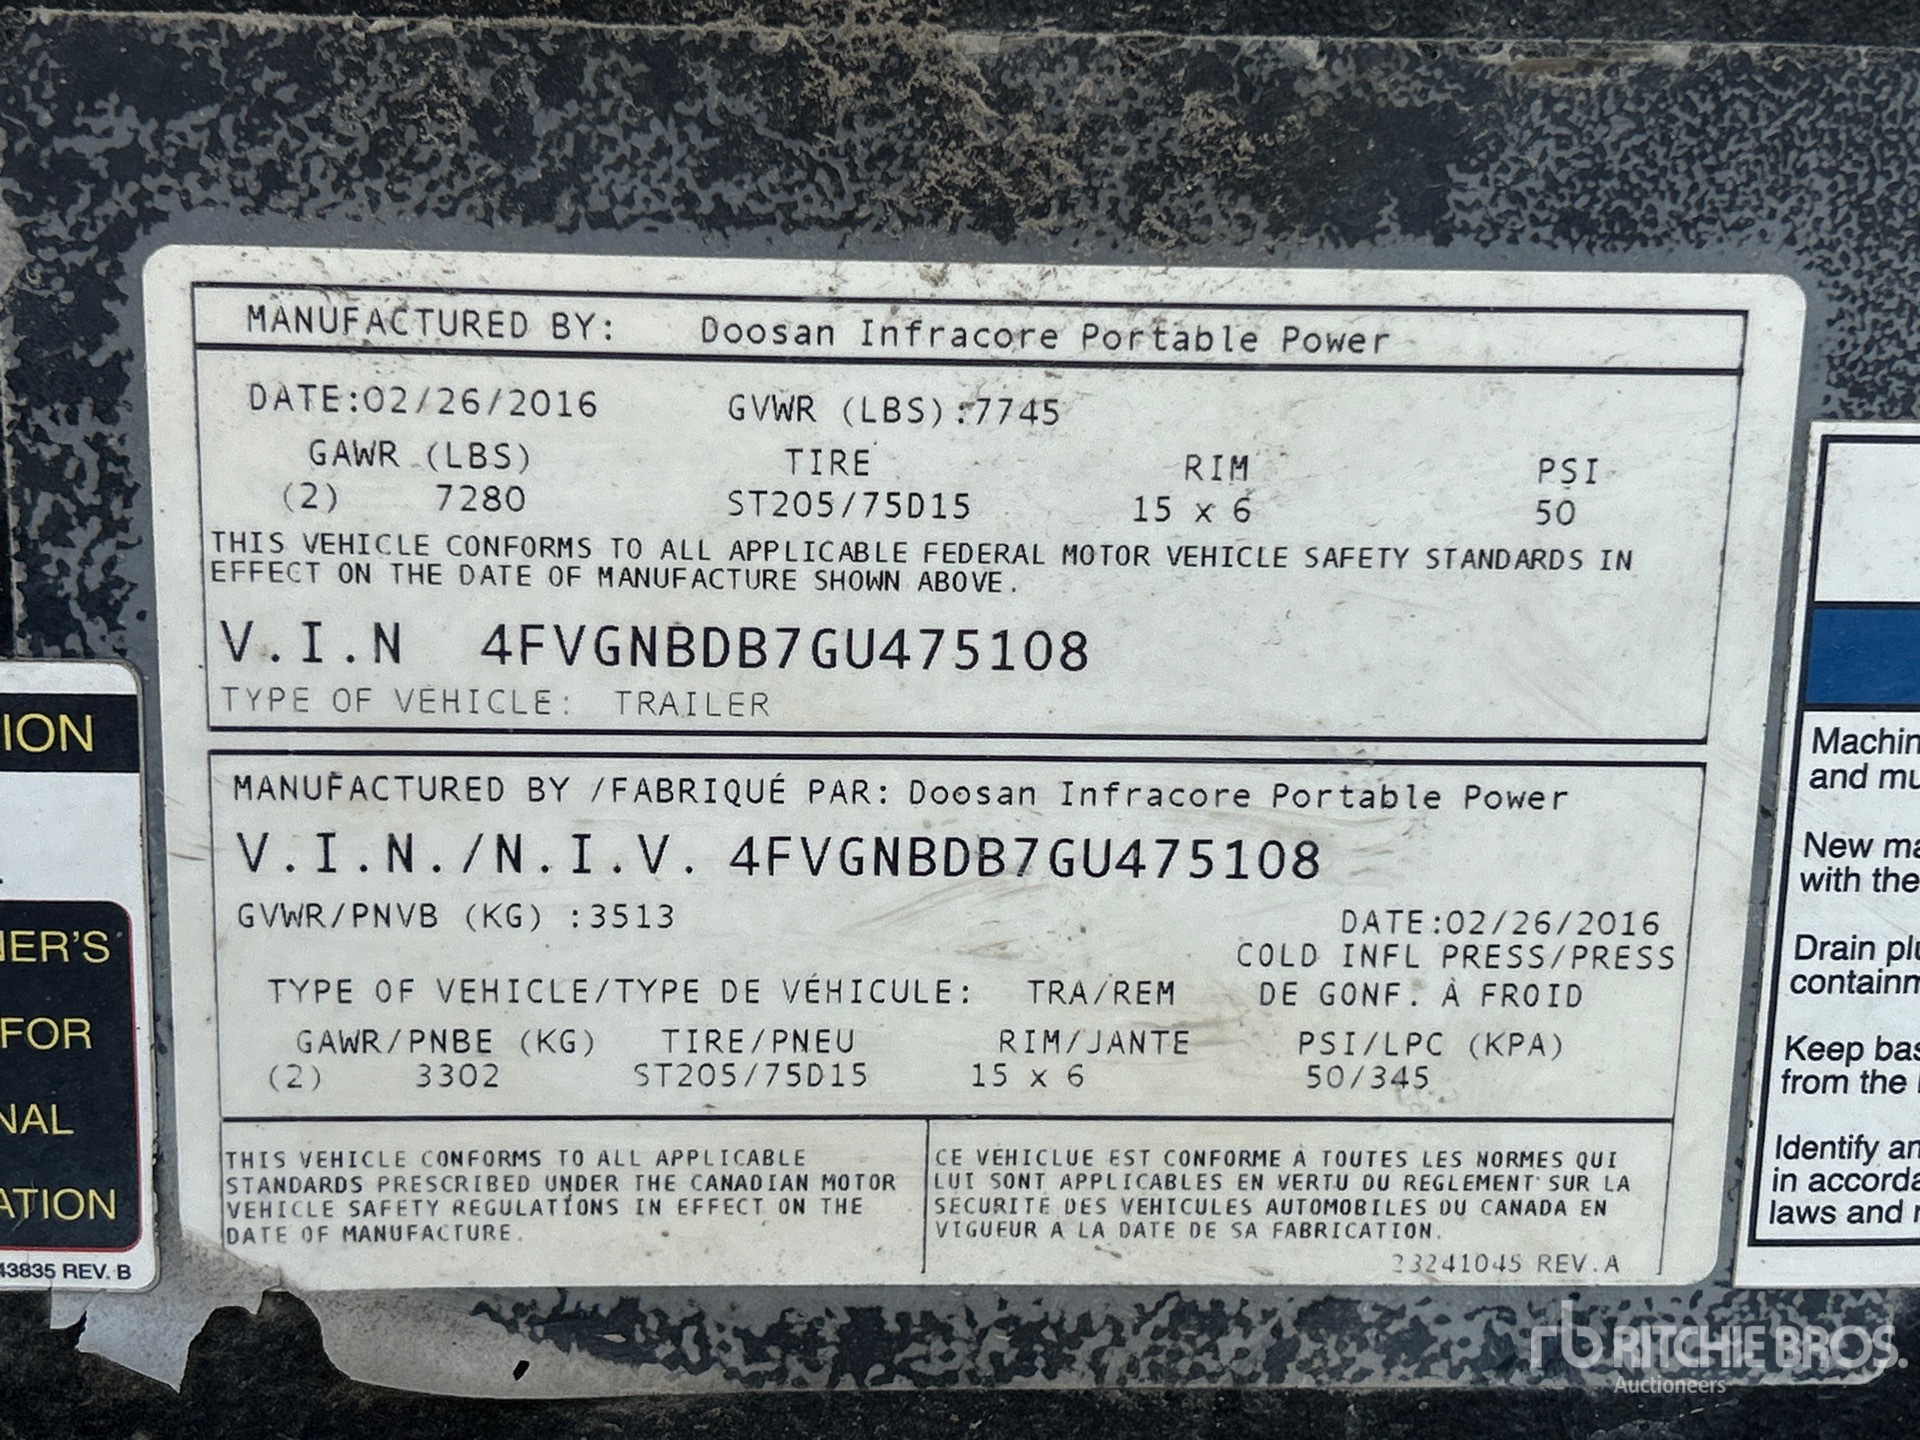 MANUFACTURED BY: Doosan Infracore Portable Power
DATE:02/26/2016 GVWR (LBS):7745
GAWR (LBS) TIRE RIM PSI
(2) 7280 ST205/75D15 15 x 6 50
THIS VEHICLE CONFORMS TO ALL APPLICABLE FEDERAL MOTOR VEHICLE SAFETY STANDARDS IN
EFFECT ON THE DATE OF MANUFACTURE SHOWN ABOVE.
V.I.N 4FVGNBDB7GU475108
TYPE OF VEHICLE: TRAILER
MANUFACTURED BY /FABRIQUÉ PAR: Doosan Infracore Portable Power
V.I.N./N.I.V. 4FVGNBDB7GU475108
GVWR/PNVB (KG) :3513 DATE:02/26/2016
COLD INFL PRESS/PRESS
TYPE OF VEHICLE/TYPE DE VÉHICULE: TRA/REM DE GONF. À FROID
GAWR/PNBE (KG) TIRE/PNEU RIM/JANTE PSI/LPC (KPA)
(2) 3302 ST205/75D15 15 x 6 50/345
THIS VEHICLE CONFORMS TO ALL APPLICABLE
STANDARDS PRESCRIBED UNDER THE CANADIAN MOTOR
VEHICLE SAFETY REGULATIONS IN EFFECT ON THE
DATE OF MANUFACTURE.
CE VÉHICLUE EST CONFORME À TOUTES LES NORMES QUI
LUI SONT APPLICABLES EN VERTU DU RÈGLEMENT SUR LA
SÉCURITÉ DES VÉHICULES AUTOMOBILES DU CANADA EN
VIGUEUR À LA DATE DE SA FABRICATION.
23241045 REV.A
ION
ER'S
FOR
NAL
ATION
43835 REV. B
Machin
and mu
New ma
with the
Drain plu
containm
Keep bas
from the
Identify an
in accorda
laws and
rb RITCHIE BROS.
Auctioneers